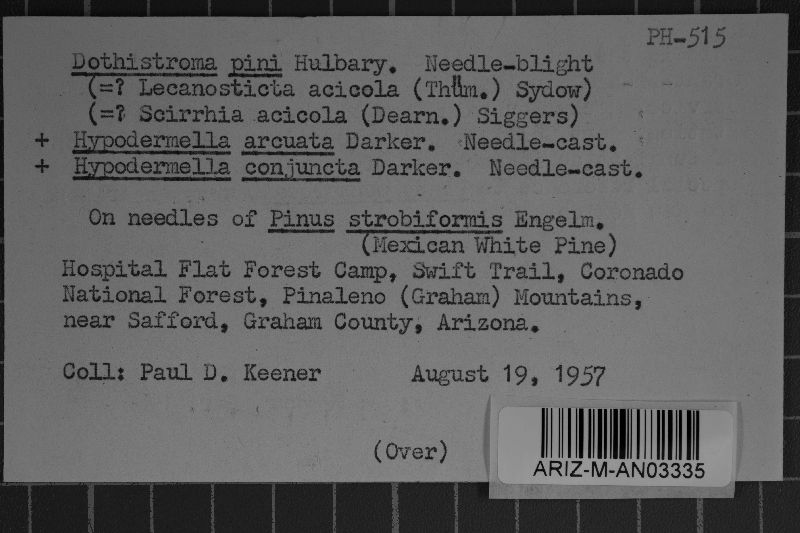 PH-515
Dothistroma pini Hulbary. Needle-blight
(=? Lecanosticta acicola (Thüm.) Sydow)
(=? Scirrhia acicola (Dearn.) Siggers)
+ Hypodermella arcuata Darker. Needle-cast.
+ Hypodermella conjuncta Darker. Needle-cast.
On needles of Pinus strobiformis Engelm.
(Mexican White Pine)
Hospital Flat Forest Camp, Swift Trail, Coronado
National Forest, Pinaleno (Graham) Mountains,
near Safford, Graham County, Arizona.
Coll: Paul D. Keener August 19, 1957
(Over)
ARIZ-M-AN03335